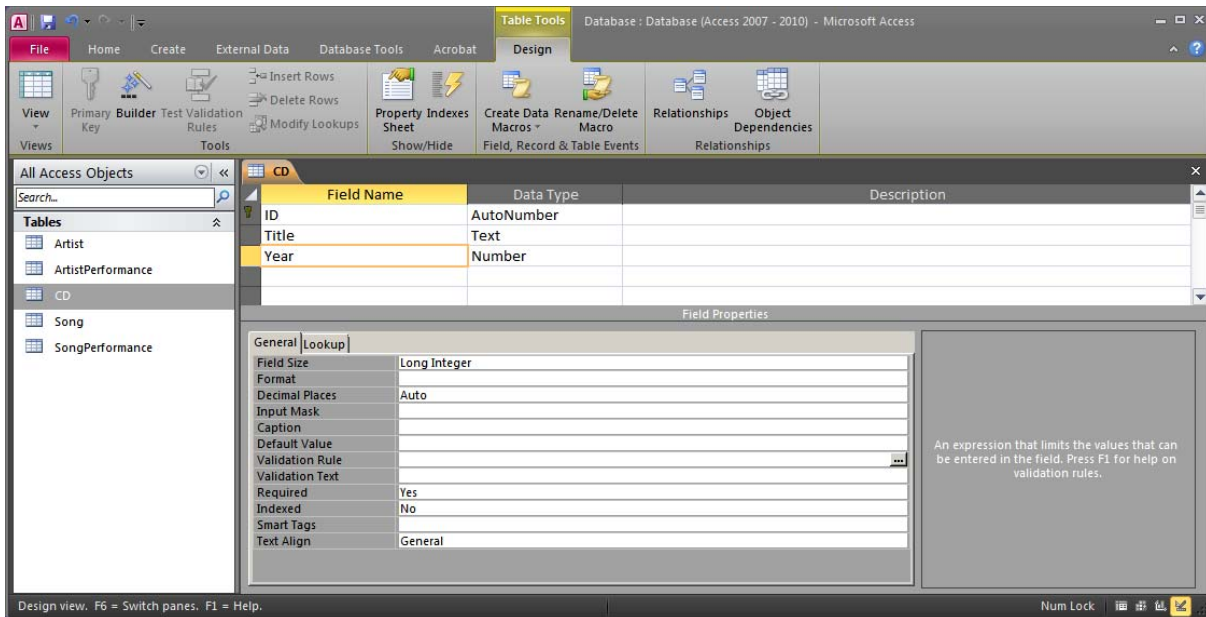 A
Table Tools
Database : Database (Access 2007 - 2010) - Microsoft Access
File Home Create External Data Database Tools Acrobat Design
Insert Rows
Delete Rows
Modify Lookups
View
Primary Key
Builder
Test Validation Rules
Property Sheet
Indexes
Create Data Macros
Rename/Delete Macro
Relationships
Object Dependencies
Views
Tools
Show/Hide
Field, Record & Table Events
Relationships
All Access Objects
Search...
Tables
Artist
ArtistPerformance
CD
Song
SongPerformance
CD
Field Name Data Type Description
ID AutoNumber
Title Text
Year Number
Field Properties
General Lookup
Field Size Long Integer
Format
Decimal Places Auto
Input Mask
Caption
Default Value
Validation Rule ...
Validation Text
Required Yes
Indexed No
Smart Tags
Text Align General
An expression that limits the values that can
be entered in the field. Press F1 for help on
validation rules.
Design view. F6 = Switch panes. F1 = Help.
Num Lock